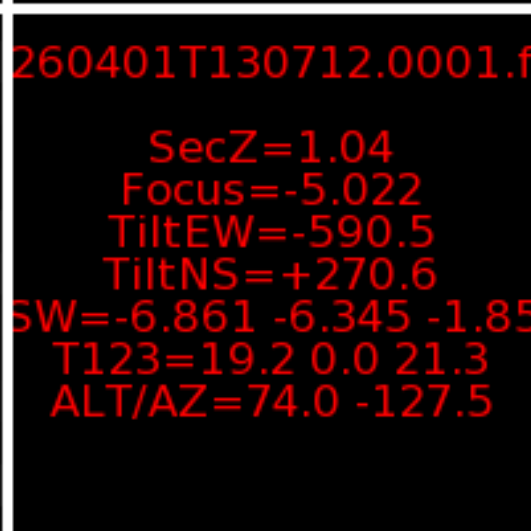 260401T130712.0001.f
SecZ=1.04
Focus=-5.022
TiltEW=-590.5
TiltNS=+270.6
SW=-6.861 -6.345 -1.85
T123=19.2 0.0 21.3
ALT/AZ=74.0 -127.5